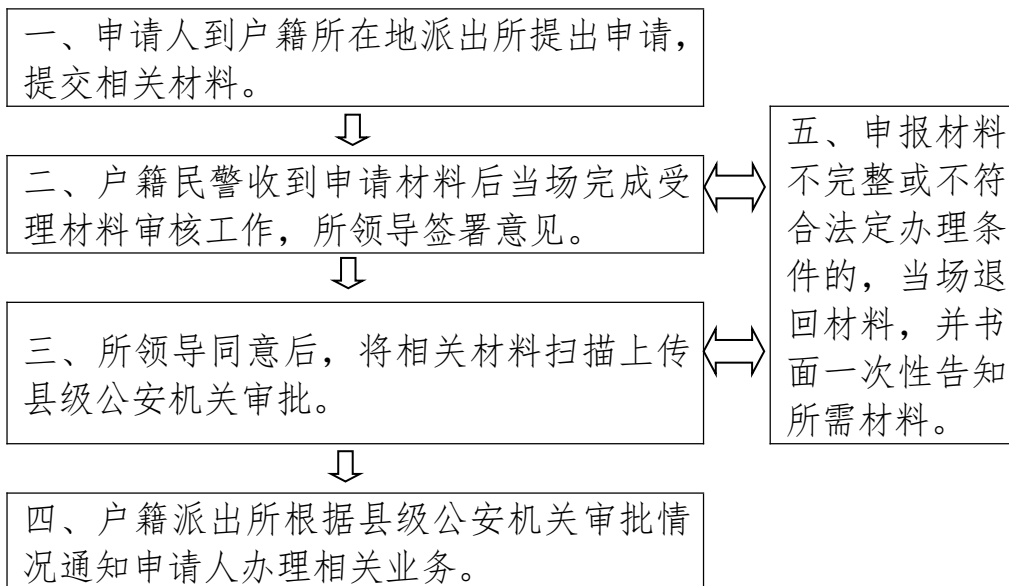 一、申请人到户籍所在地派出所提出申请，
提交相关材料。
二、户籍民警收到申请材料后当场完成受
理材料审核工作，所领导签署意见。
三、所领导同意后，将相关材料扫描上传
县级公安机关审批。
四、户籍派出所根据县级公安机关审批情
况通知申请人办理相关业务。
五、申报材料
不完整或不符
合法定办理条
件的，当场退
回材料，并书
面一次性告知
所需材料。